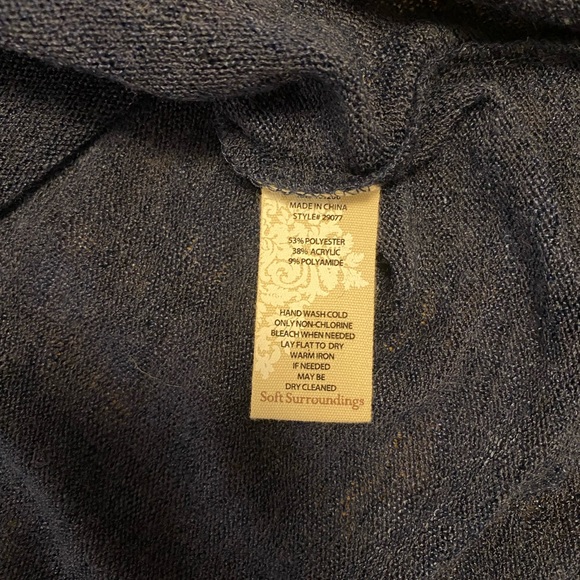 MADE IN CHINA
STYLE# 29077
53% POLYESTER
38% ACRYLIC
9% POLYAMIDE
HAND WASH COLD
ONLY NON-CHLORINE
BLEACH WHEN NEEDED
LAY FLAT TO DRY
WARM IRON
IF NEEDED
MAY BE
DRY CLEANED
Soft Surroundings